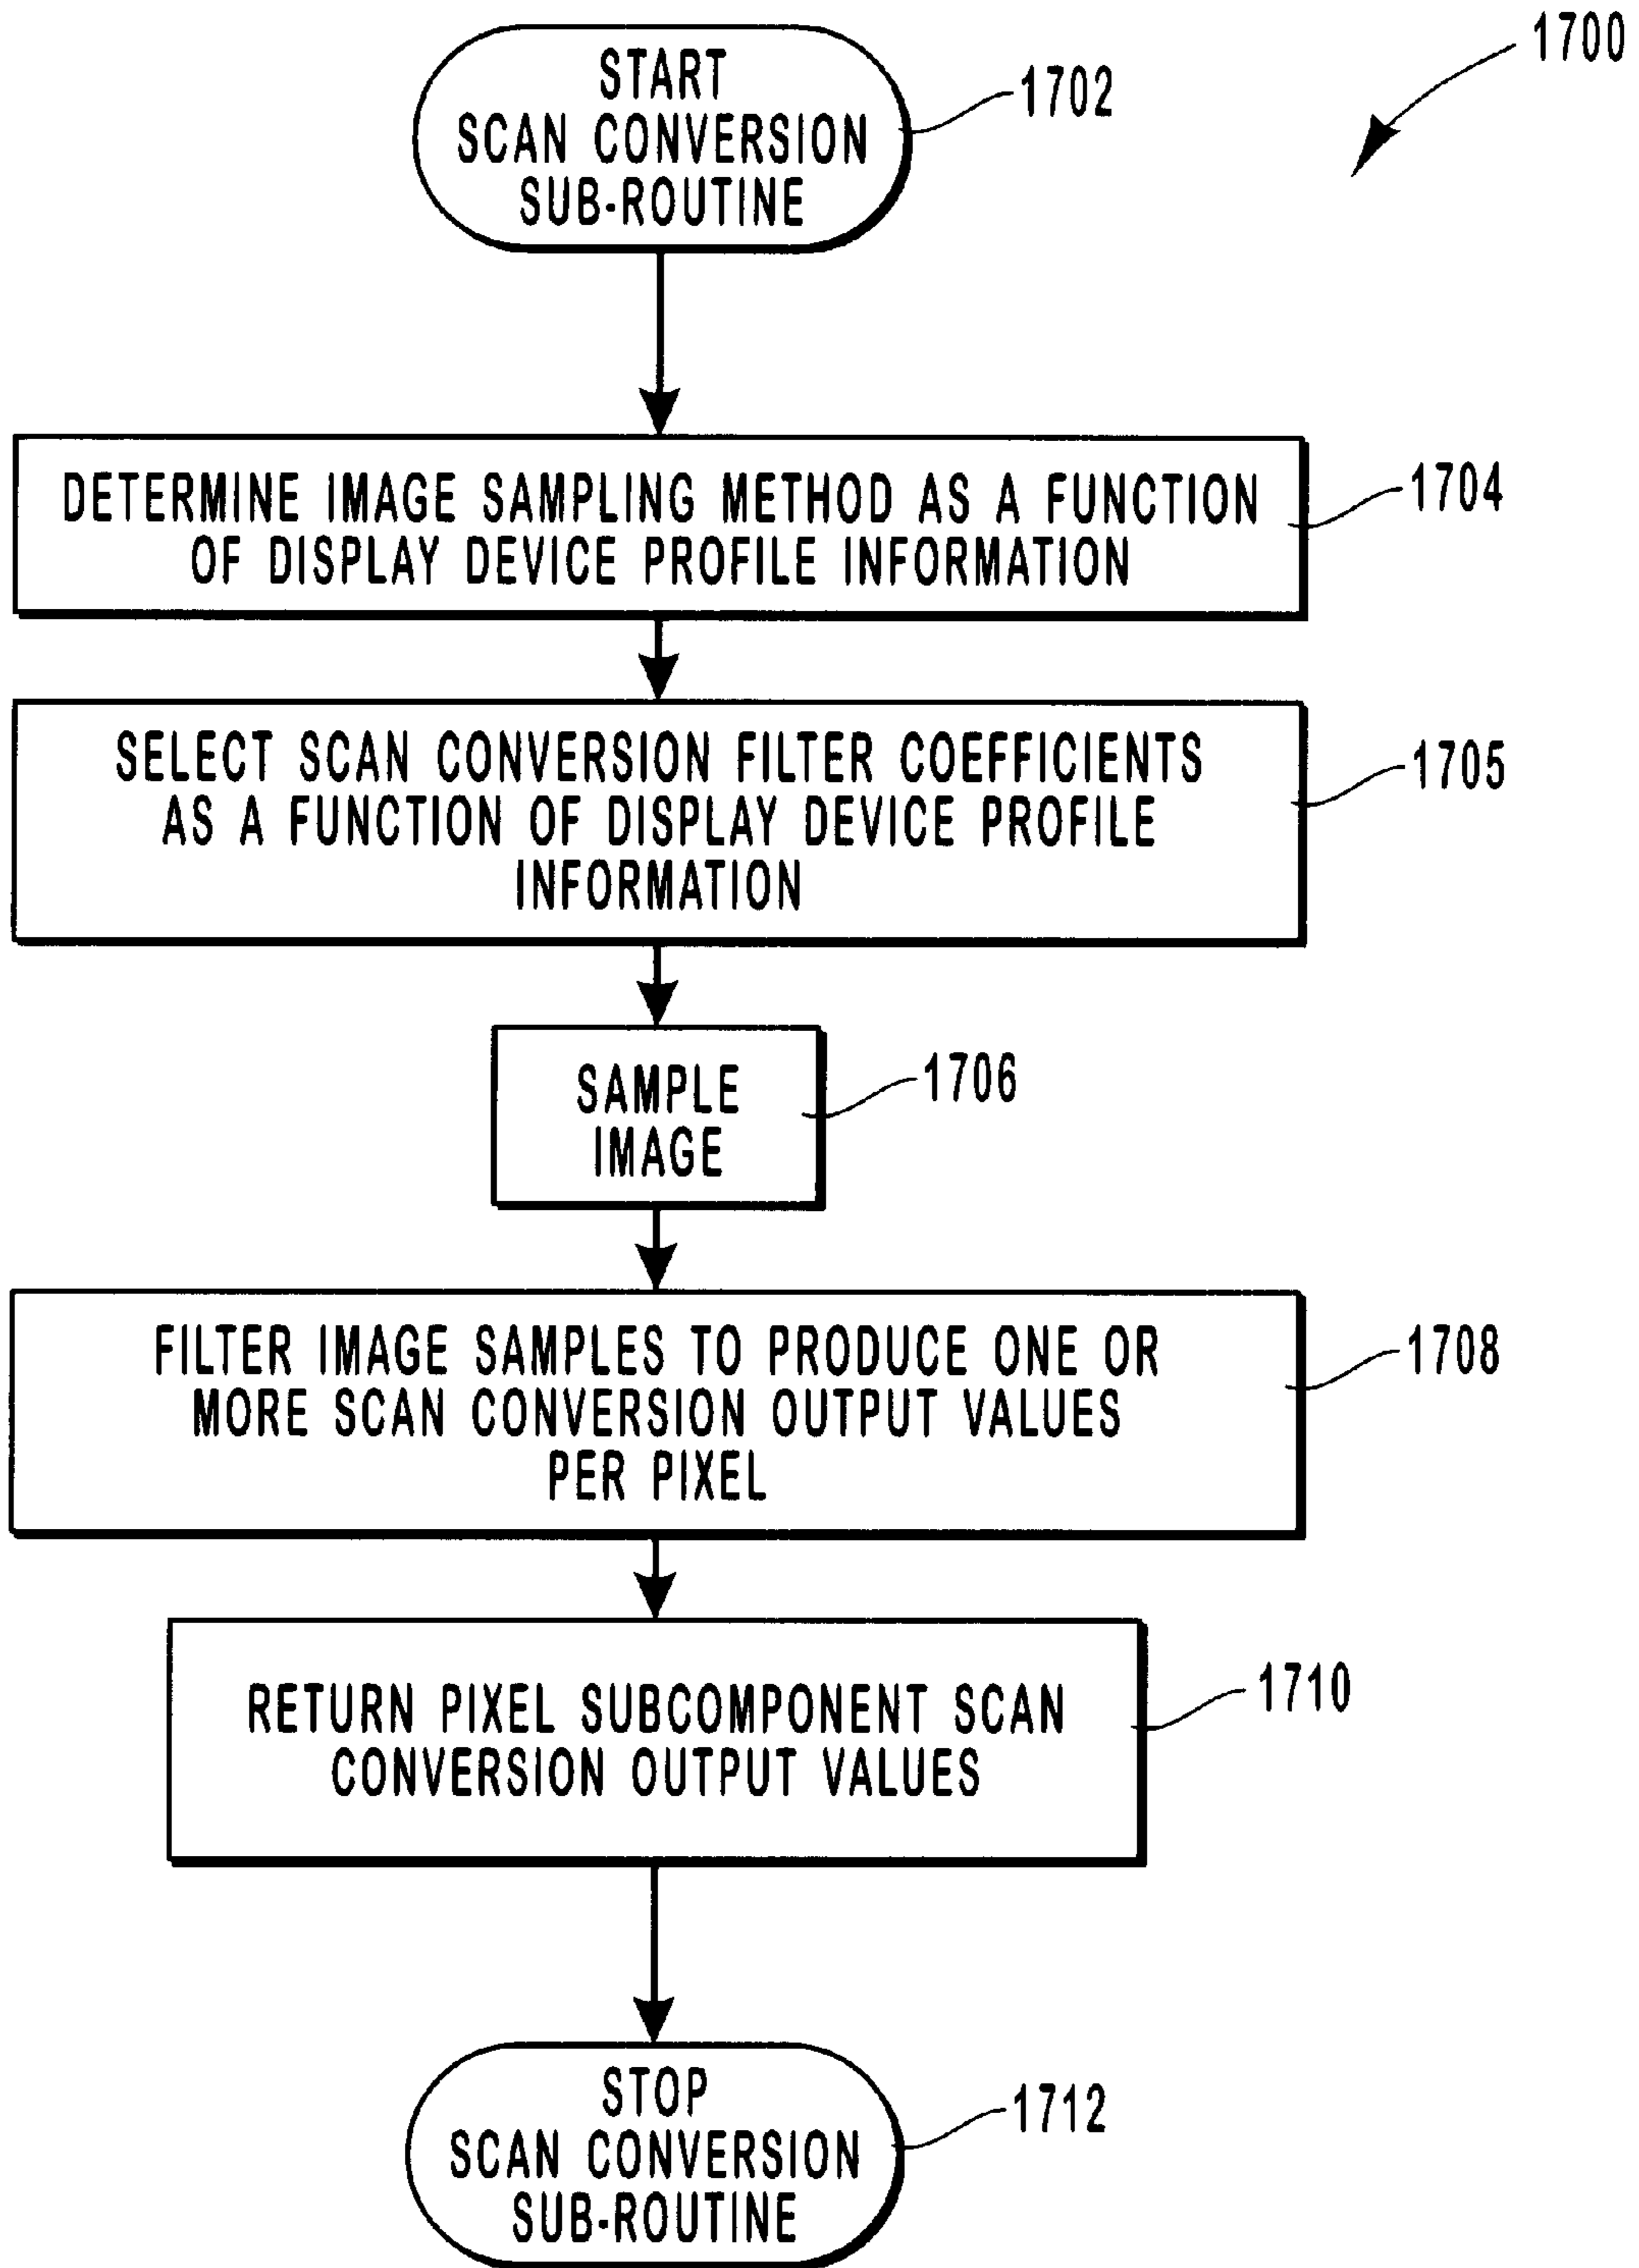 1700
START
SCAN CONVERSION
SUB-ROUTINE
1702
DETERMINE IMAGE SAMPLING METHOD AS A FUNCTION
OF DISPLAY DEVICE PROFILE INFORMATION
1704
SELECT SCAN CONVERSION FILTER COEFFICIENTS
AS A FUNCTION OF DISPLAY DEVICE PROFILE
INFORMATION
1705
SAMPLE
IMAGE
1706
FILTER IMAGE SAMPLES TO PRODUCE ONE OR
MORE SCAN CONVERSION OUTPUT VALUES
PER PIXEL
1708
RETURN PIXEL SUBCOMPONENT SCAN
CONVERSION OUTPUT VALUES
1710
STOP
SCAN CONVERSION
SUB-ROUTINE
1712